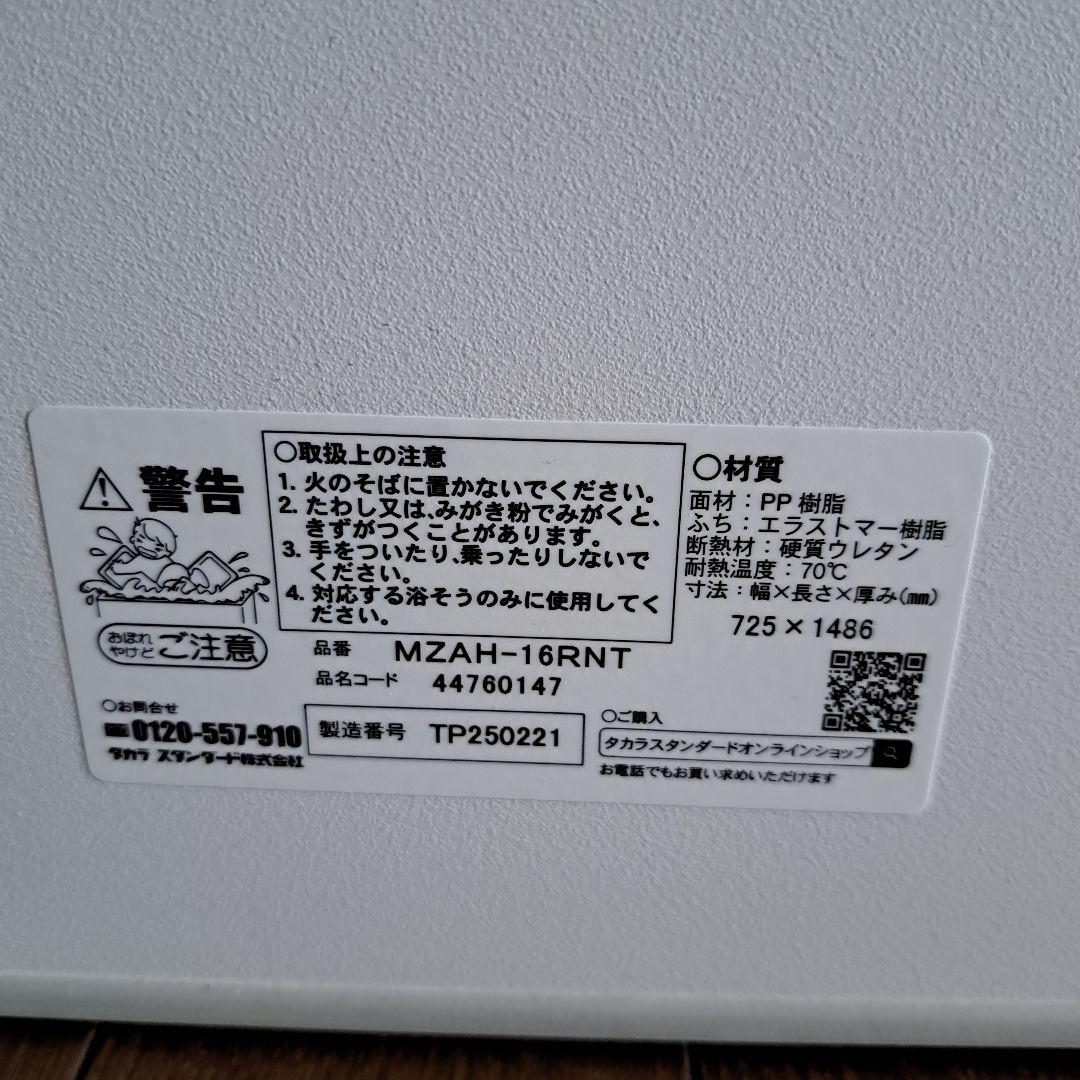 警告
おぼれ
やけど
ご注意
○お問合せ
0120-557-910
タカラ スタンダード株式会社
○取扱上の注意
1. 火のそばに置かないでください。
2. たわし又は、みがき粉でみがくと、
きずがつくことがあります。
3. 手をついたり、乗ったりしないで
ください。
4. 対応する浴そうのみに使用してく
ださい。
品番 MZAH-16RNT
品名コード 44760147
製造番号 TP250221
○材質
面材：PP樹脂
ふち：エラストマー樹脂
断熱材：硬質ウレタン
耐熱温度：70℃
寸法：幅×長さ×厚み(㎜)
725×1486
○ご購入
タカラスタンダードオンラインショップ
お電話でもお買い求めいただけます